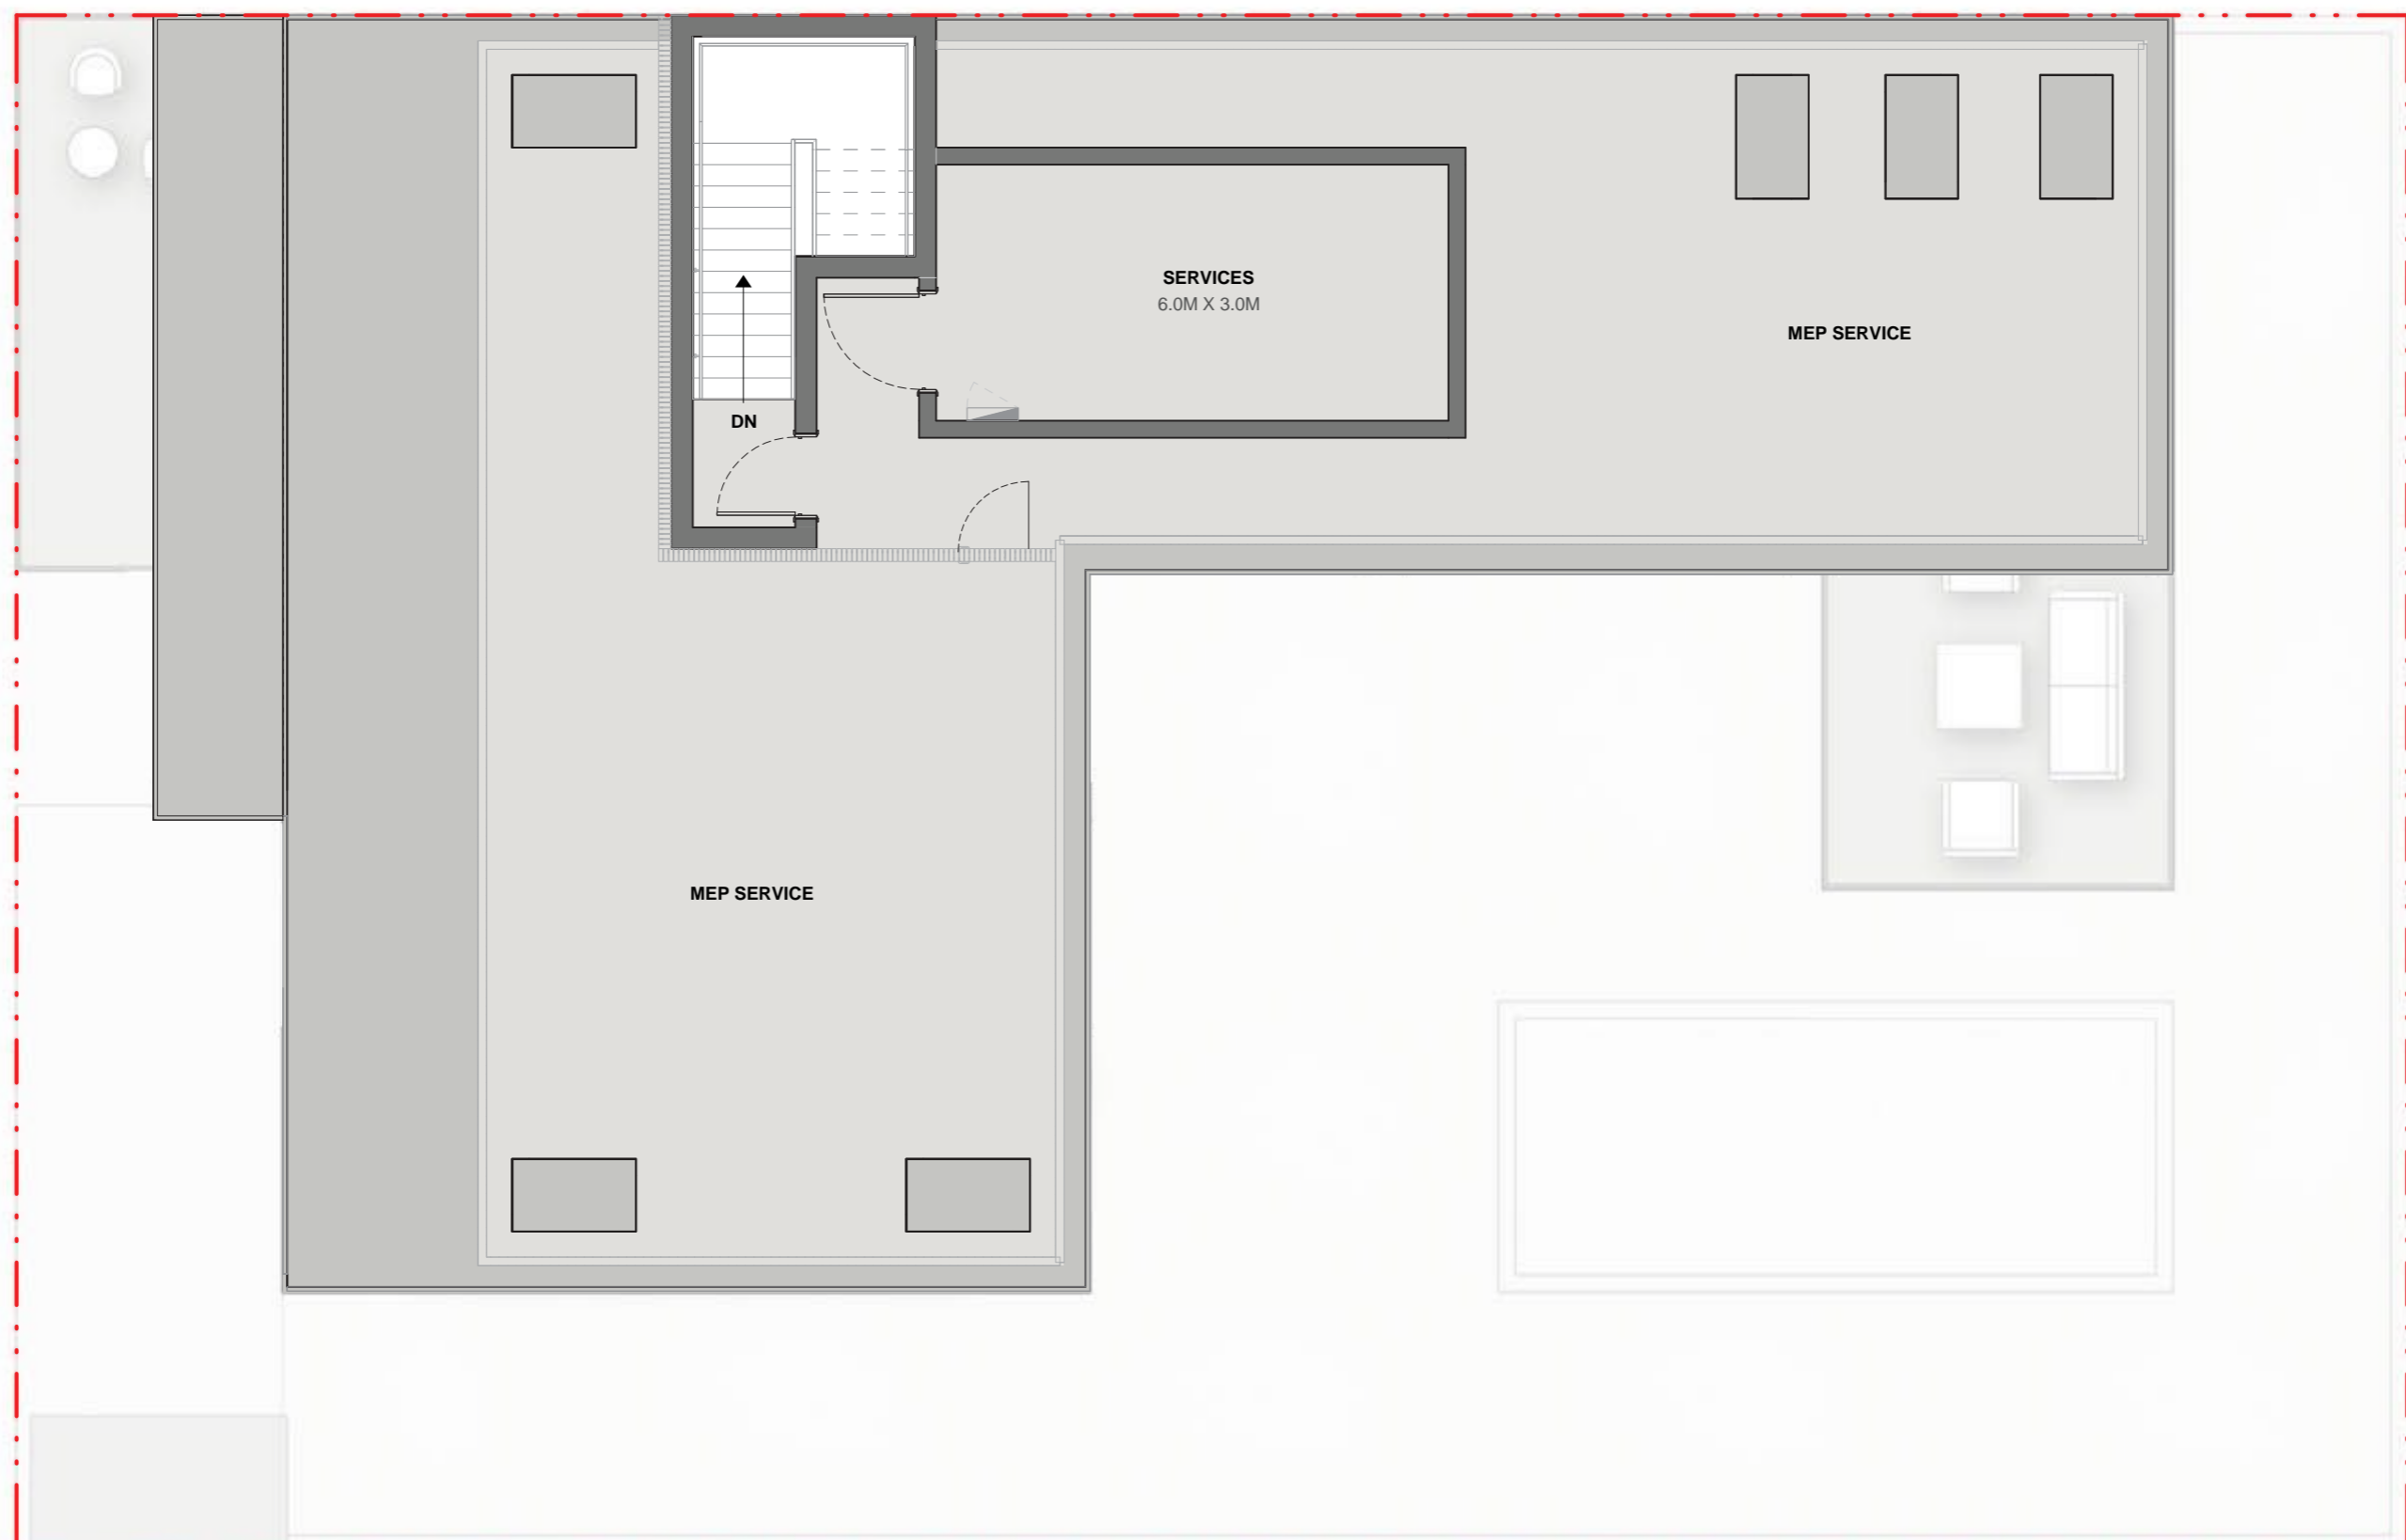 SERVICES
6.0M X 3.0M
MEP SERVICE
DN
MEP SERVICE